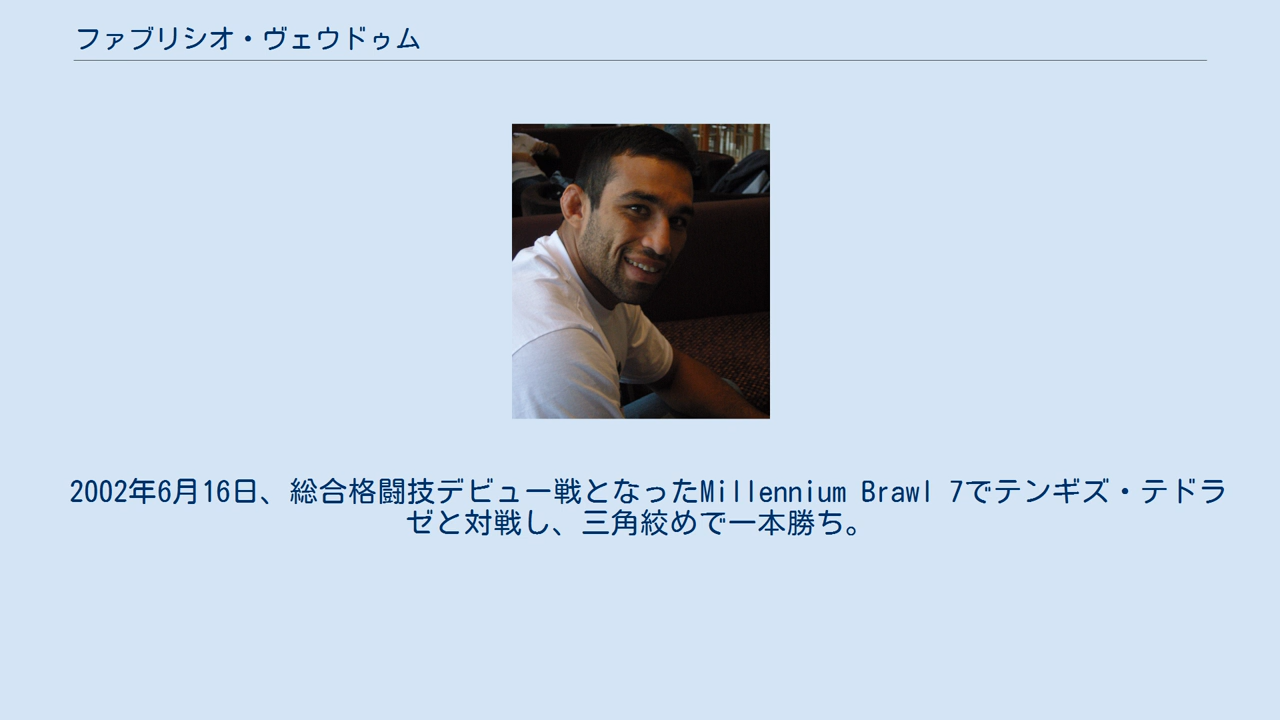 ファブリシオ・ヴェウドゥム
2002年6月16日、総合格闘技デビュー戦となったMillennium Brawl 7でテンギズ・テドラ
ゼと対戦し、三角絞めで一本勝ち。